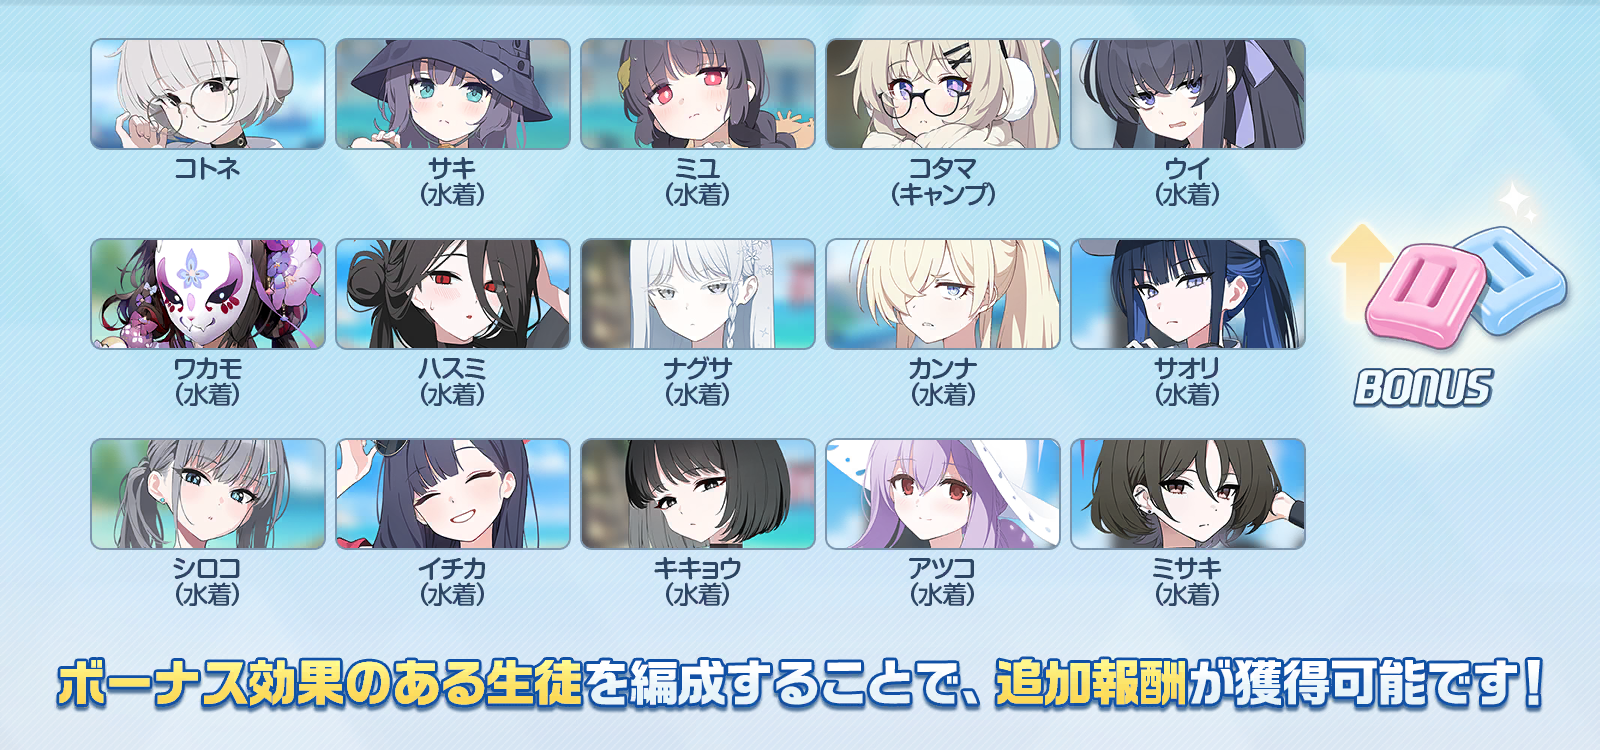 コトネ
サキ
(水着)
ミユ
(水着)
コタマ
(キャンプ)
ウイ
(水着)
ワカモ
(水着)
ハスミ
(水着)
ナグサ
(水着)
カンナ
(水着)
サオリ
(水着)
BONUS
シロコ
(水着)
イチカ
(水着)
キキョウ
(水着)
アツコ
(水着)
ミサキ
(水着)
ボーナス効果のある生徒を編成することで、追加報酬が獲得可能です!